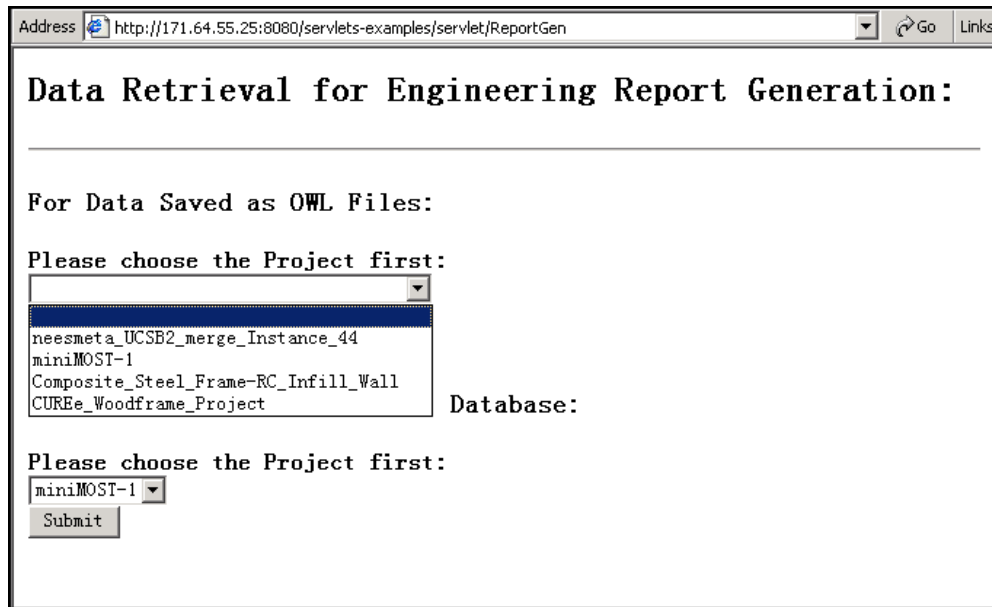 Address http://171.64.55.25:8080/servlets-examples/servlet/ReportGen Go Links
Data Retrieval for Engineering Report Generation:
For Data Saved as OWL Files:
Please choose the Project first:
neesmeta_UCSB2_merge_Instance_44
miniMOST-1
Composite_Steel_Frame-RC_Infill_Wall
CUREe_Woodframe_Project
Database:
Please choose the Project first:
miniMOST-1
Submit